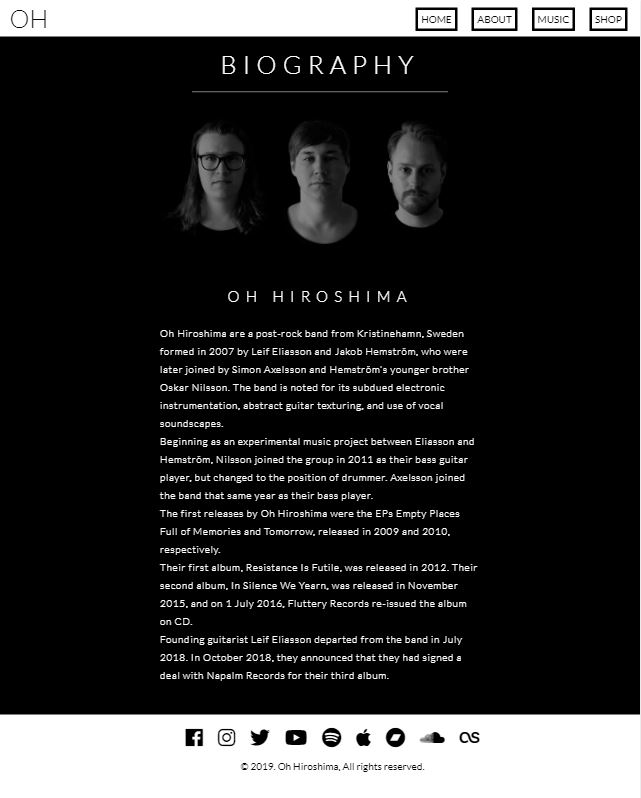 OH
HOME
ABOUT
MUSIC
SHOP
BIOGRAPHY
OH HIROSHIMA
Oh Hiroshima are a post-rock band from Kristinehamn, Sweden
formed in 2007 by Leif Eliasson and Jakob Hemström, who were
later joined by Simon Axelsson and Hemström's younger brother
Oskar Nilsson. The band is noted for its subdued electronic
instrumentation, abstract guitar texturing, and use of vocal
soundscapes.
Beginning as an experimental music project between Eliasson and
Hemström, Nilsson joined the group in 2011 as their bass guitar
player, but changed to the position of drummer. Axelsson joined
the band that same year as their bass player.
The first releases by Oh Hiroshima were the EPs Empty Places
Full of Memories and Tomorrow, released in 2009 and 2010,
respectively.
Their first album, Resistance Is Futile, was released in 2012. Their
second album, In Silence We Yearn, was released in November
2015, and on 1 July 2016, Fluttery Records re-issued the album
on CD.
Founding guitarist Leif Eliasson departed from the band in July
2018. In October 2018, they announced that they had signed a
deal with Napalm Records for their third album.
© 2019. Oh Hiroshima, All rights reserved.